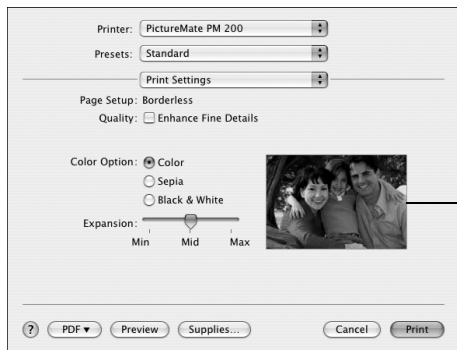 Printer: PictureMate PM 200
Presets: Standard
Print Settings
Page Setup: Borderless
Quality: Enhance Fine Details
Color Option: Color
Sepia
Black & White
Expansion:
Min Mid Max
? PDF ▼ Preview Supplies... Cancel Print